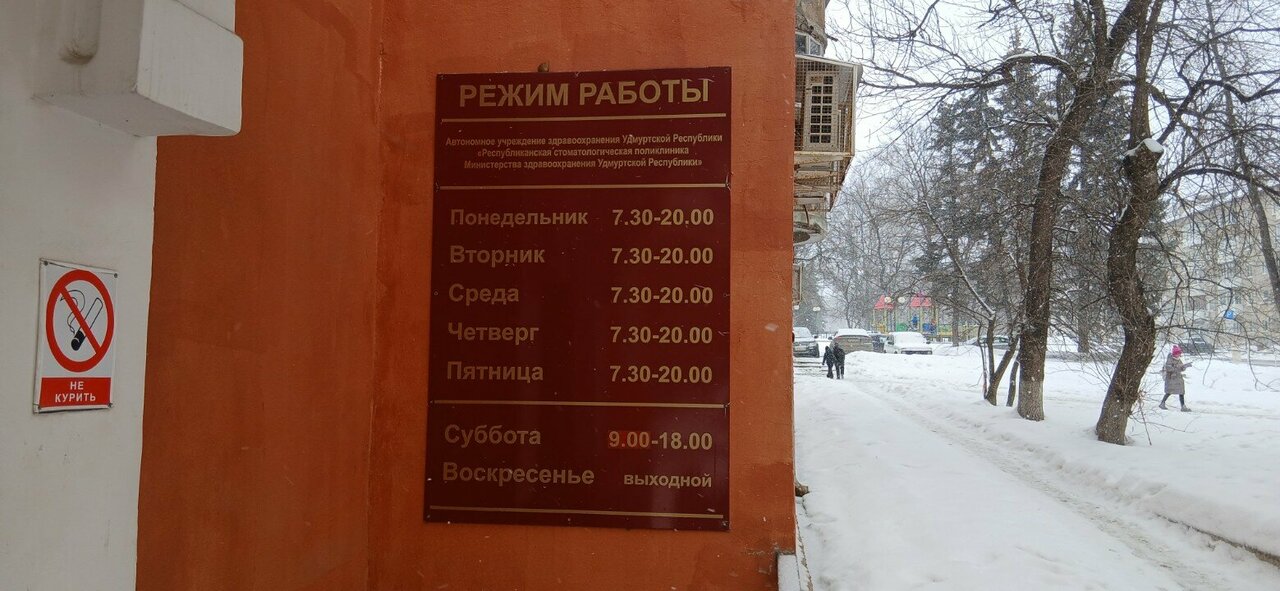 РЕЖИМ РАБОТЫ
Автономное учреждение здравоохранения Удмуртской Республики
«Республиканская стоматологическая поликлиника
Министерства здравоохранения Удмуртской Республики»
Понедельник 7.30-20.00
Вторник 7.30-20.00
Среда 7.30-20.00
Четверг 7.30-20.00
Пятница 7.30-20.00
Суббота 9.00-18.00
Воскресенье выходной
НЕ
КУРИТЬ